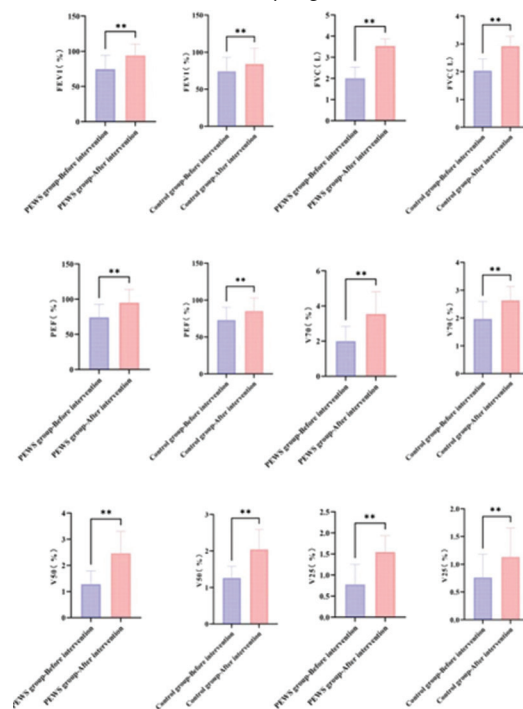 **
**
**
**
FEV1(%)
150
100
50
0
PEWS group-Before intervention
PEWS group-After intervention
FEV1(%)
150
100
50
0
Control group-Before intervention
Control group-After intervention
FVC(L)
5
4
3
2
1
0
PEWS group-Before intervention
PEWS group-After intervention
FVC(L)
4
3
2
1
0
Control group-Before intervention
Control group-After intervention
**
**
**
**
PEF(%)
150
100
50
0
PEWS group-Before intervention
PEWS group-After intervention
PEF(%)
150
100
50
0
Control group-Before intervention
Control group-After intervention
V70(%)
6
4
2
0
PEWS group-Before intervention
PEWS group-After intervention
V70(%)
4
3
2
1
0
Control group-Before intervention
Control group-After intervention
**
**
**
**
V50(%)
5
4
3
2
1
0
PEWS group-Before intervention
PEWS group-After intervention
V50(%)
3
2
1
0
Control group-Before intervention
Control group-After intervention
V25(%)
2.5
2.0
1.5
1.0
0.5
0.0
PEWS group-Before intervention
PEWS group-After intervention
V25(%)
2.0
1.5
1.0
0.5
0.0
Control group-Before intervention
Control group-After intervention